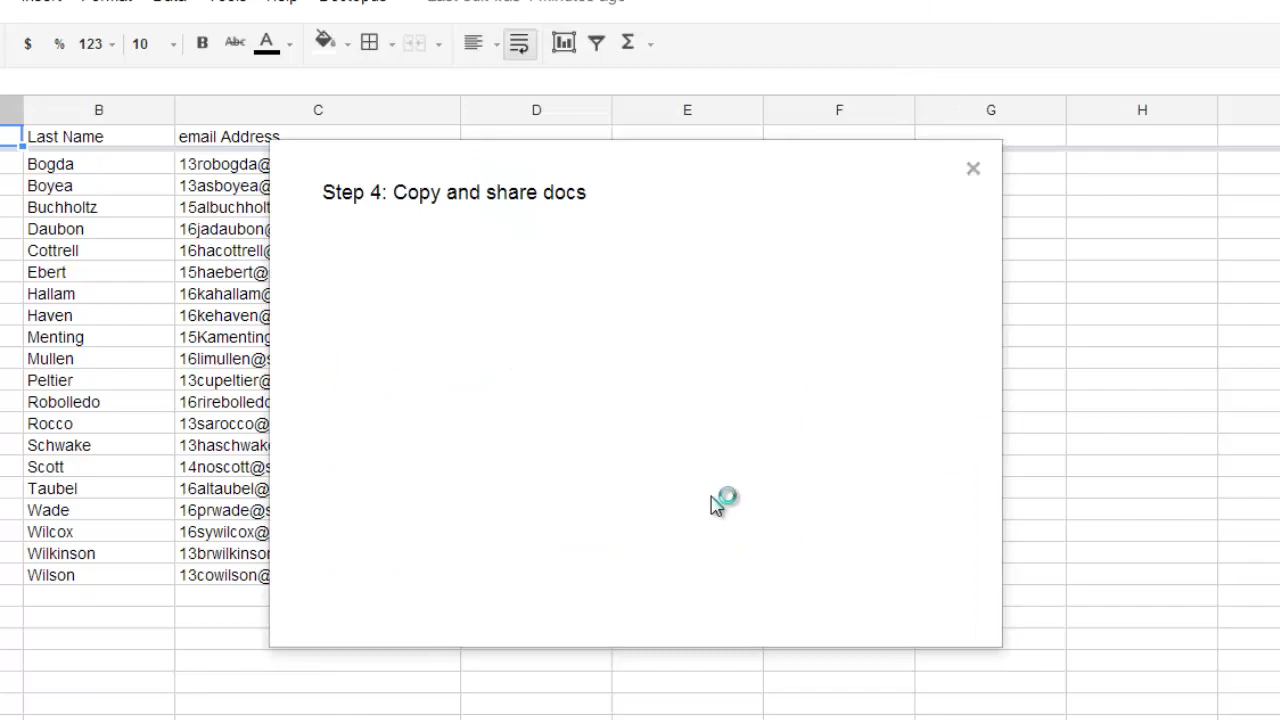 $ % 123 10 B Abc A Σ
B C D E F G H
Last Name email Address
Bogda 13robogda@
Boyea 13asboyea@
Buchholtz 15albuchholt
Daubon 16jadaubon@
Cottrell 16hacottrell@
Ebert 15haebert@
Hallam 16kahallam@
Haven 16kehaven@
Menting 15Kamenting
Mullen 16limullen@s
Peltier 13cupeltier@
Robolledo 16rirebolledo
Rocco 13sarocco@
Schwake 13haschwake
Scott 14noscott@s
Taubel 16altaubel@
Wade 16prwade@s
Wilcox 16sywilcox@
Wilkinson 13brwilkinson
Wilson 13cowilson@
Step 4: Copy and share docs